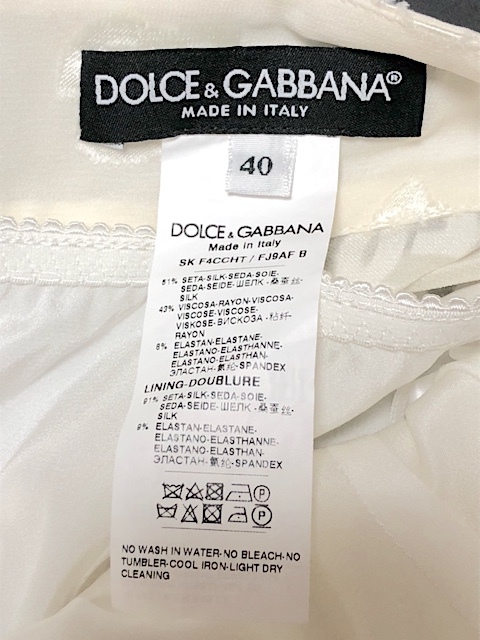 DOLCE & GABBANA®
MADE IN ITALY
40
DOLCE & GABBANA
Made in Italy
SK F4CCHT / FJ9AF B
51% SETA-SILK-SEDA-SOIE-
SEDA-SEIDE-ШЕЛК-桑蚕丝-
SILK
43% VISCOSA-RAYON-VISCOSA-
VISCOSE-VISCOSE-
VISKOSE-ВИСКОЗА-粘纤-
RAYON
6% ELASTAN-ELASTANE-
ELASTANO-ELASTHANNE-
ELASTANO-ELASTHAN-
ЭЛАСТАН-氨纶-SPANDEX
LINING-DOUBLURE
91% SETA-SILK-SEDA-SOIE-
SEDA-SEIDE-ШЕЛК-桑蚕丝-
SILK
9% ELASTAN-ELASTANE-
ELASTANO-ELASTHANNE-
ELASTANO-ELASTHAN-
ЭЛАСТАН-氨纶-SPANDEX
P
P
NO WASH IN WATER-NO BLEACH-NO
TUMBLER-COOL IRON-LIGHT DRY
CLEANING